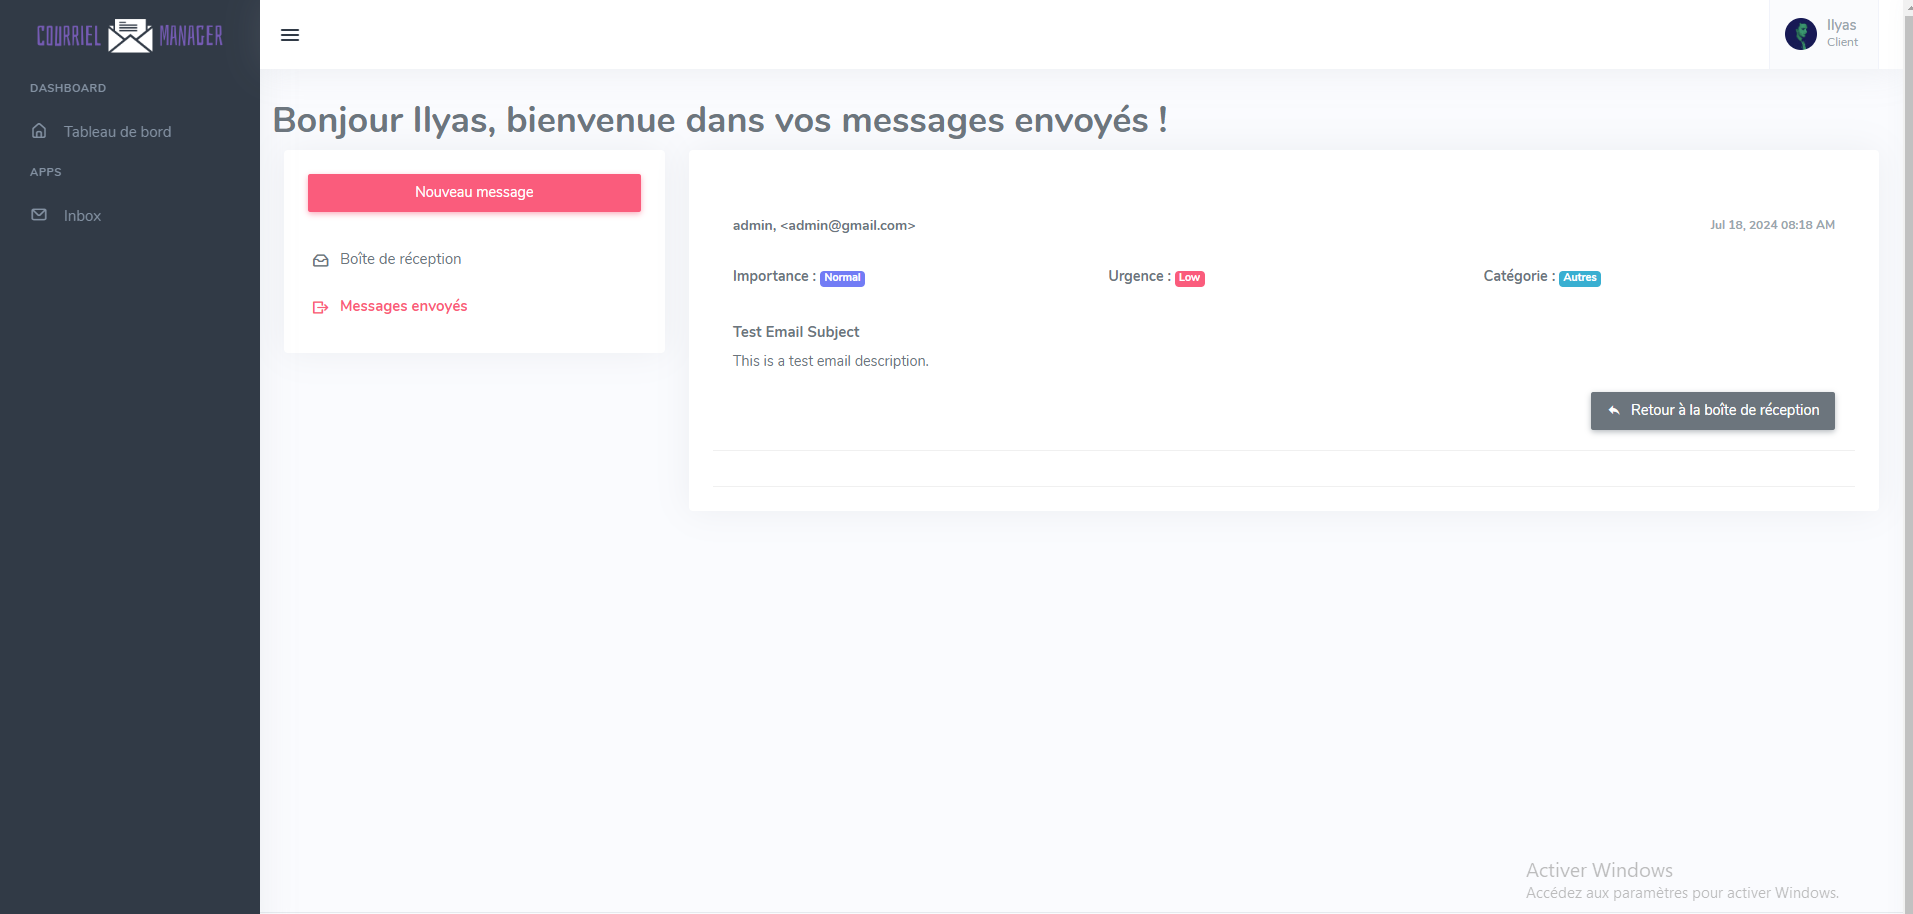 COURRIEL MANAGER
Ilyas
Client
DASHBOARD
Tableau de bord
APPS
Inbox
Bonjour Ilyas, bienvenue dans vos messages envoyés !
Nouveau message
Boîte de réception
Messages envoyés
admin, <admin@gmail.com>
Jul 18, 2024 08:18 AM
Importance : Normal
Urgence : Low
Catégorie : Autres
Test Email Subject
This is a test email description.
Retour à la boîte de réception
Activer Windows
Accédez aux paramètres pour activer Windows.